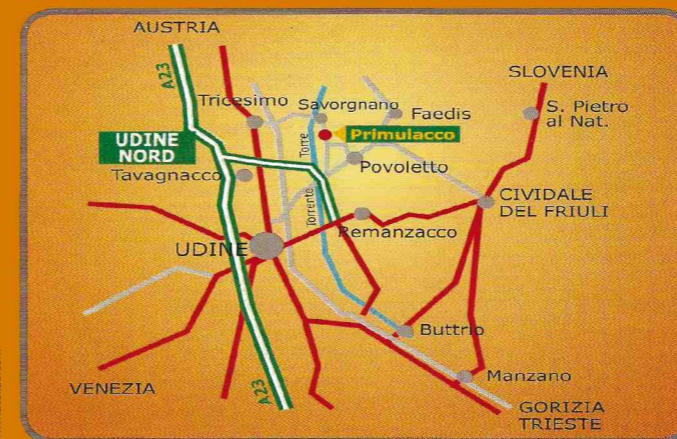 AUSTRIA
A23
SLOVENIA
Tricesimo
Savorgnano
Faedis
S. Pietro
al Nat.
UDINE
NORD
Torre
Primulacco
Tavagnacco
Povoletto
Torrente
CIVIDALE
DEL FRIULI
Remanzacco
UDINE
Buttrio
Manzano
VENEZIA
A23
GORIZIA
TRIESTE